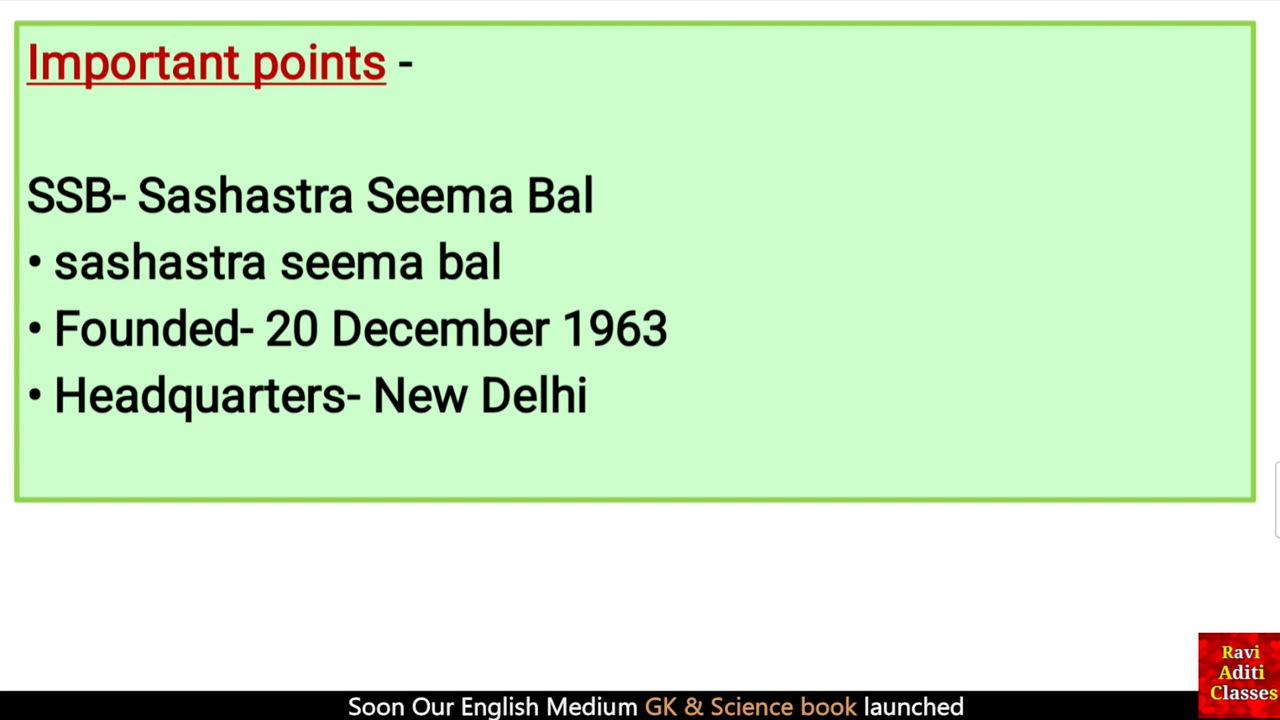 Important points -
SSB- Sashastra Seema Bal
• sashastra seema bal
• Founded- 20 December 1963
• Headquarters- New Delhi
Ravi
Aditi
Classes
Soon Our English Medium GK & Science book launched